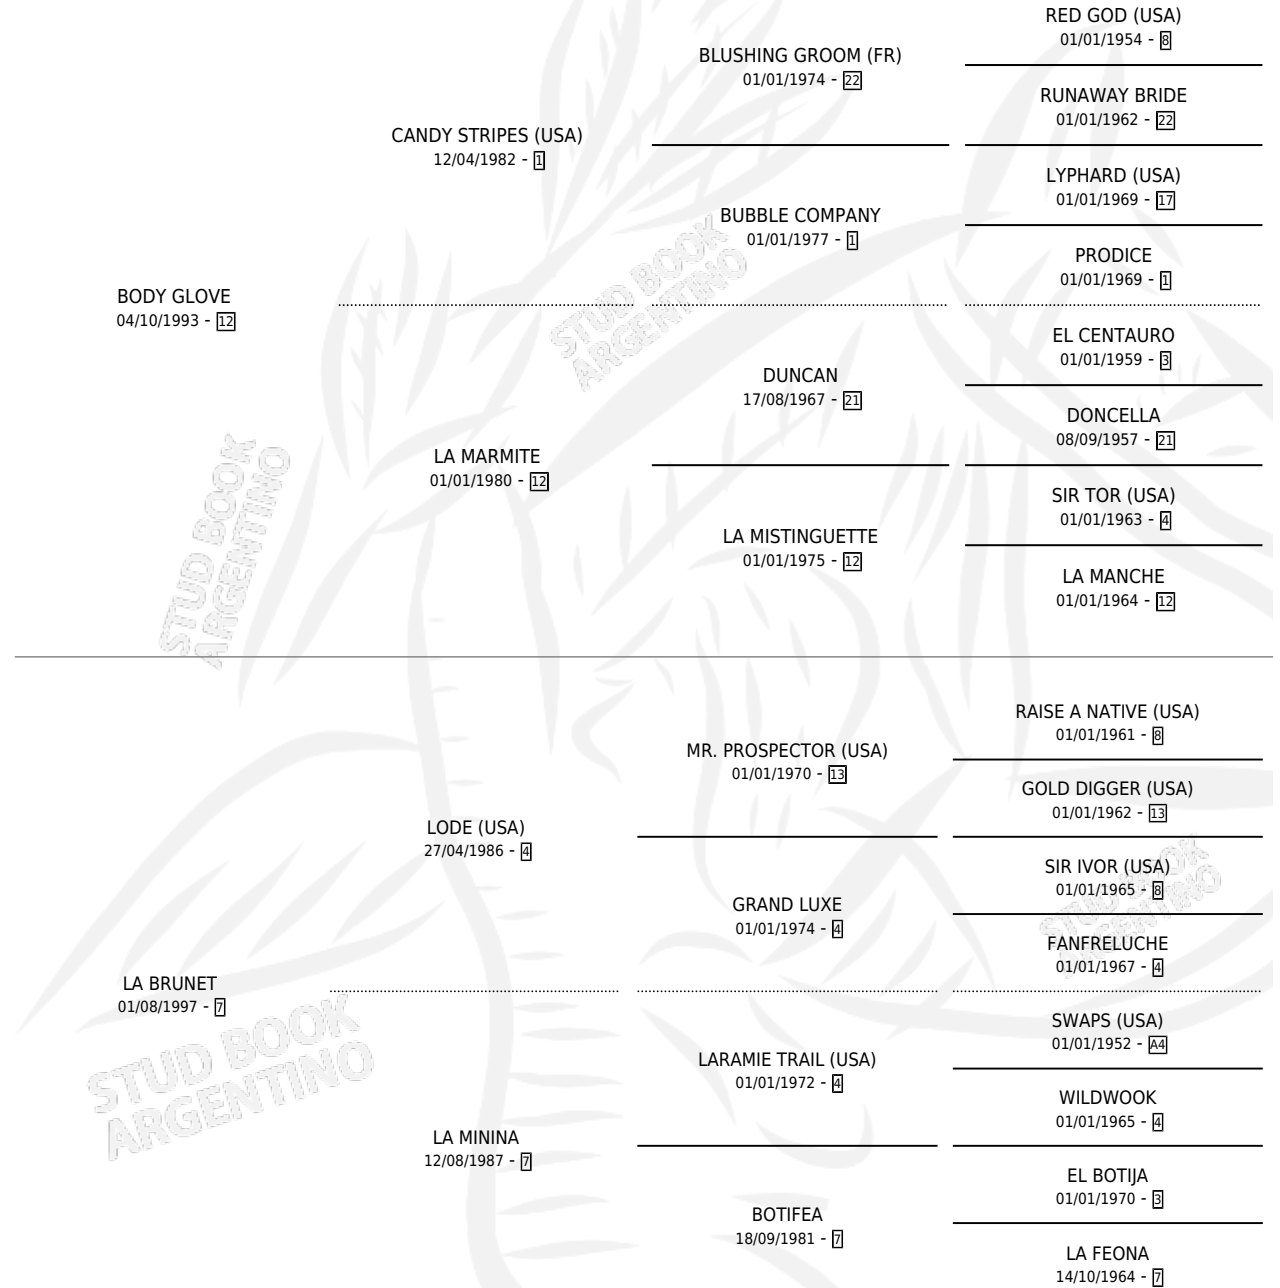 RED GOD (USA)
01/01/1954 - 8
BLUSHING GROOM (FR)
01/01/1974 - 22
RUNAWAY BRIDE
01/01/1962 - 22
CANDY STRIPES (USA)
12/04/1982 - 1
LYPHARD (USA)
01/01/1969 - 17
BUBBLE COMPANY
01/01/1977 - 1
PRODICE
01/01/1969 - 1
BODY GLOVE
04/10/1993 - 12
STUD BOOK
ARGENTINO
EL CENTAURO
01/01/1959 - 3
DUNCAN
17/08/1967 - 21
DONCELLA
08/09/1957 - 21
LA MARMITE
01/01/1980 - 12
SIR TOR (USA)
01/01/1963 - 4
LA MISTINGUETTE
01/01/1975 - 12
LA MANCHE
01/01/1964 - 12
STUD BOOK
ARGENTINO
RAISE A NATIVE (USA)
01/01/1961 - 8
MR. PROSPECTOR (USA)
01/01/1970 - 13
GOLD DIGGER (USA)
01/01/1962 - 13
LODE (USA)
27/04/1986 - 4
SIR IVOR (USA)
01/01/1965 - 8
GRAND LUXE
01/01/1974 - 4
FANFRELUCHE
01/01/1967 - 4
STUD BOOK
ARGENTINO
LA BRUNET
01/08/1997 - 7
SWAPS (USA)
01/01/1952 - A4
LARAMIE TRAIL (USA)
01/01/1972 - 4
WILDWOOK
01/01/1965 - 4
STUD BOOK
ARGENTINO
LA MININA
12/08/1987 - 7
EL BOTIJA
01/01/1970 - 3
BOTIFEA
18/09/1981 - 7
LA FEONA
14/10/1964 - 7